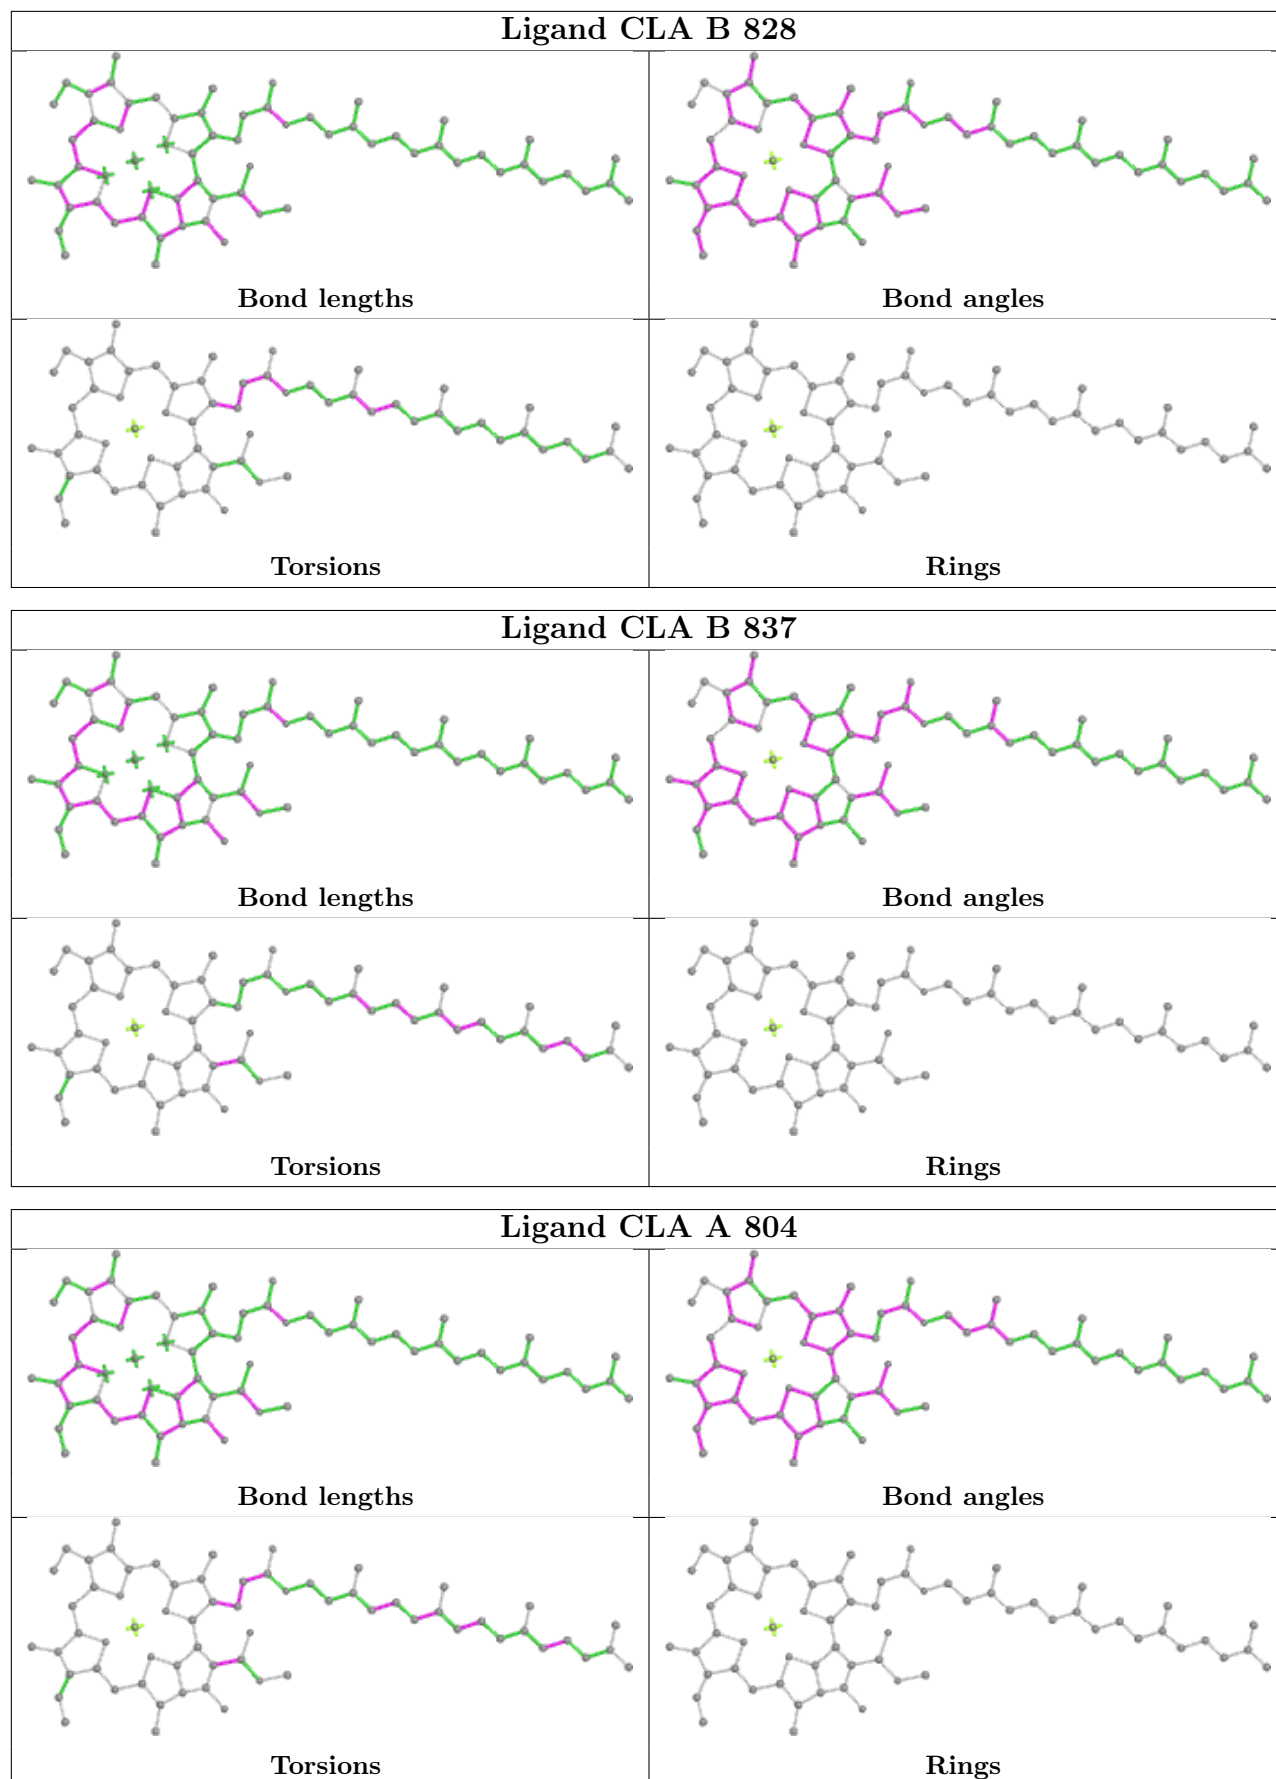 Ligand CLA B 828
Bond lengths
Bond angles
Torsions
Rings
Ligand CLA B 837
Bond lengths
Bond angles
Torsions
Rings
Ligand CLA A 804
Bond lengths
Bond angles
Torsions
Rings